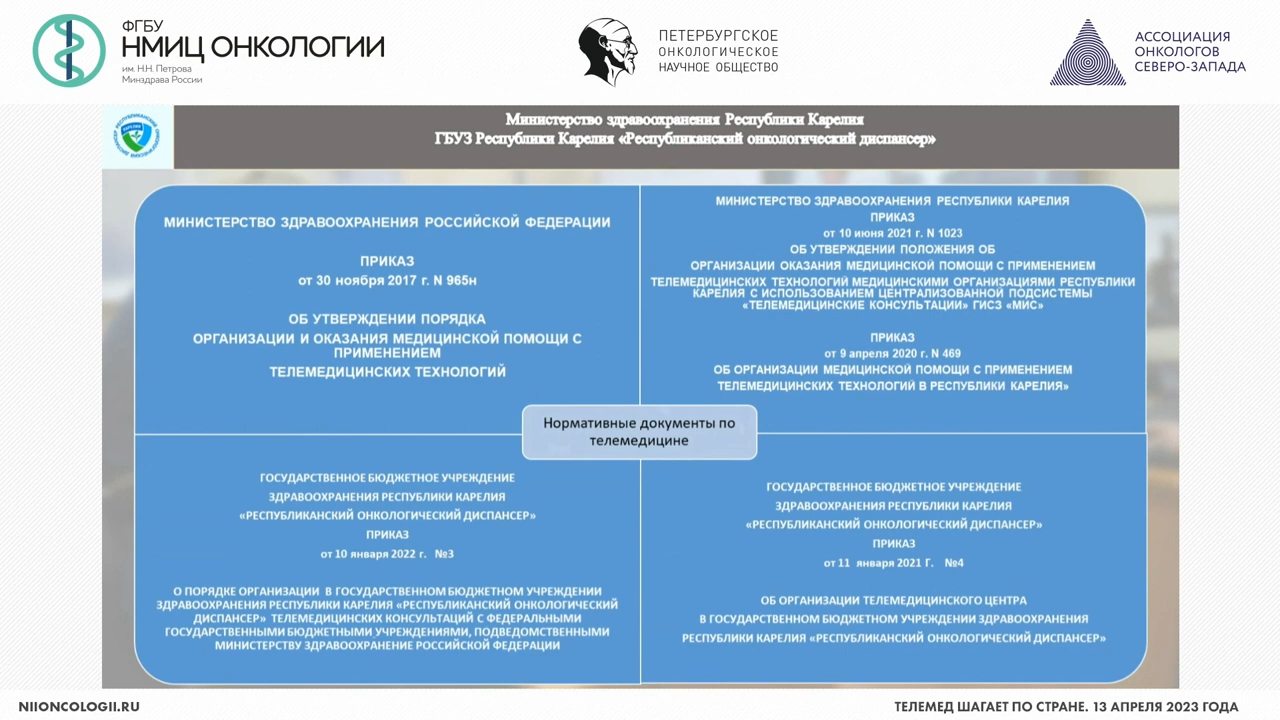 ФГБУ
НМИЦ ОНКОЛОГИИ
им. Н.Н. Петрова
Минздрава России
ПЕТЕРБУРГСКОЕ
ОНКОЛОГИЧЕСКОЕ
НАУЧНОЕ ОБЩЕСТВО
АССОЦИАЦИЯ
ОНКОЛОГОВ
СЕВЕРО-ЗАПАДА
Министерство здравоохранения Республики Карелия
ГБУЗ Республики Карелия «Республиканский онкологический диспансер»
МИНИСТЕРСТВО ЗДРАВООХРАНЕНИЯ РОССИЙСКОЙ ФЕДЕРАЦИИ
ПРИКАЗ
от 30 ноября 2017 г. N 965н
ОБ УТВЕРЖДЕНИИ ПОРЯДКА
ОРГАНИЗАЦИИ И ОКАЗАНИЯ МЕДИЦИНСКОЙ ПОМОЩИ С
ПРИМЕНЕНИЕМ
ТЕЛЕМЕДИЦИНСКИХ ТЕХНОЛОГИЙ
МИНИСТЕРСТВО ЗДРАВООХРАНЕНИЯ РЕСПУБЛИКИ КАРЕЛИЯ
ПРИКАЗ
от 10 июня 2021 г. N 1023
ОБ УТВЕРЖДЕНИИ ПОЛОЖЕНИЯ ОБ
ОРГАНИЗАЦИИ ОКАЗАНИЯ МЕДИЦИНСКОЙ ПОМОЩИ С ПРИМЕНЕНИЕМ
ТЕЛЕМЕДИЦИНСКИХ ТЕХНОЛОГИЙ МЕДИЦИНСКИМИ ОРГАНИЗАЦИЯМИ РЕСПУБЛИКИ
КАРЕЛИЯ С ИСПОЛЬЗОВАНИЕМ ЦЕНТРАЛИЗОВАННОЙ ПОДСИСТЕМЫ
«ТЕЛЕМЕДИЦИНСКИЕ КОНСУЛЬТАЦИИ» ГИСЗ «МИС»
ПРИКАЗ
от 9 апреля 2020 г. N 469
ОБ ОРГАНИЗАЦИИ МЕДИЦИНСКОЙ ПОМОЩИ С ПРИМЕНЕНИЕМ
ТЕЛЕМЕДИЦИНСКИХ ТЕХНОЛОГИЙ В РЕСПУБЛИКИ КАРЕЛИЯ»
Нормативные документы по
телемедицине
ГОСУДАРСТВЕННОЕ БЮДЖЕТНОЕ УЧРЕЖДЕНИЕ
ЗДРАВООХРАНЕНИЯ РЕСПУБЛИКИ КАРЕЛИЯ
«РЕСПУБЛИКАНСКИЙ ОНКОЛОГИЧЕСКИЙ ДИСПАНСЕР»
ПРИКАЗ
от 10 января 2022 г. №3
О ПОРЯДКЕ ОРГАНИЗАЦИИ В ГОСУДАРСТВЕННОМ БЮДЖЕТНОМ УЧРЕЖДЕНИИ
ЗДРАВООХРАНЕНИЯ РЕСПУБЛИКИ КАРЕЛИЯ «РЕСПУБЛИКАНСКИЙ ОНКОЛОГИЧЕСКИЙ
ДИСПАНСЕР» ТЕЛЕМЕДИЦИНСКИХ КОНСУЛЬТАЦИЙ С ФЕДЕРАЛЬНЫМИ
ГОСУДАРСТВЕННЫМИ БЮДЖЕТНЫМИ УЧРЕЖДЕНИЯМИ, ПОДВЕДОМСТВЕННЫМИ
МИНИСТЕРСТВУ ЗДРАВООХРАНЕНИЕ РОССИЙСКОЙ ФЕДЕРАЦИИ
ГОСУДАРСТВЕННОЕ БЮДЖЕТНОЕ УЧРЕЖДЕНИЕ
ЗДРАВООХРАНЕНИЯ РЕСПУБЛИКИ КАРЕЛИЯ
«РЕСПУБЛИКАНСКИЙ ОНКОЛОГИЧЕСКИЙ ДИСПАНСЕР»
ПРИКАЗ
от 11 января 2021 Г. №4
ОБ ОРГАНИЗАЦИИ ТЕЛЕМЕДИЦИНСКОГО ЦЕНТРА
В ГОСУДАРСТВЕННОМ БЮДЖЕТНОМ УЧРЕЖДЕНИИ ЗДРАВООХРАНЕНИЯ
РЕСПУБЛИКИ КАРЕЛИЯ «РЕСПУБЛИКАНСКИЙ ОНКОЛОГИЧЕСКИЙ ДИСПАНСЕР»
NIIONCOLOGII.RU
ТЕЛЕМЕД ШАГАЕТ ПО СТРАНЕ. 13 АПРЕЛЯ 2023 ГОДА